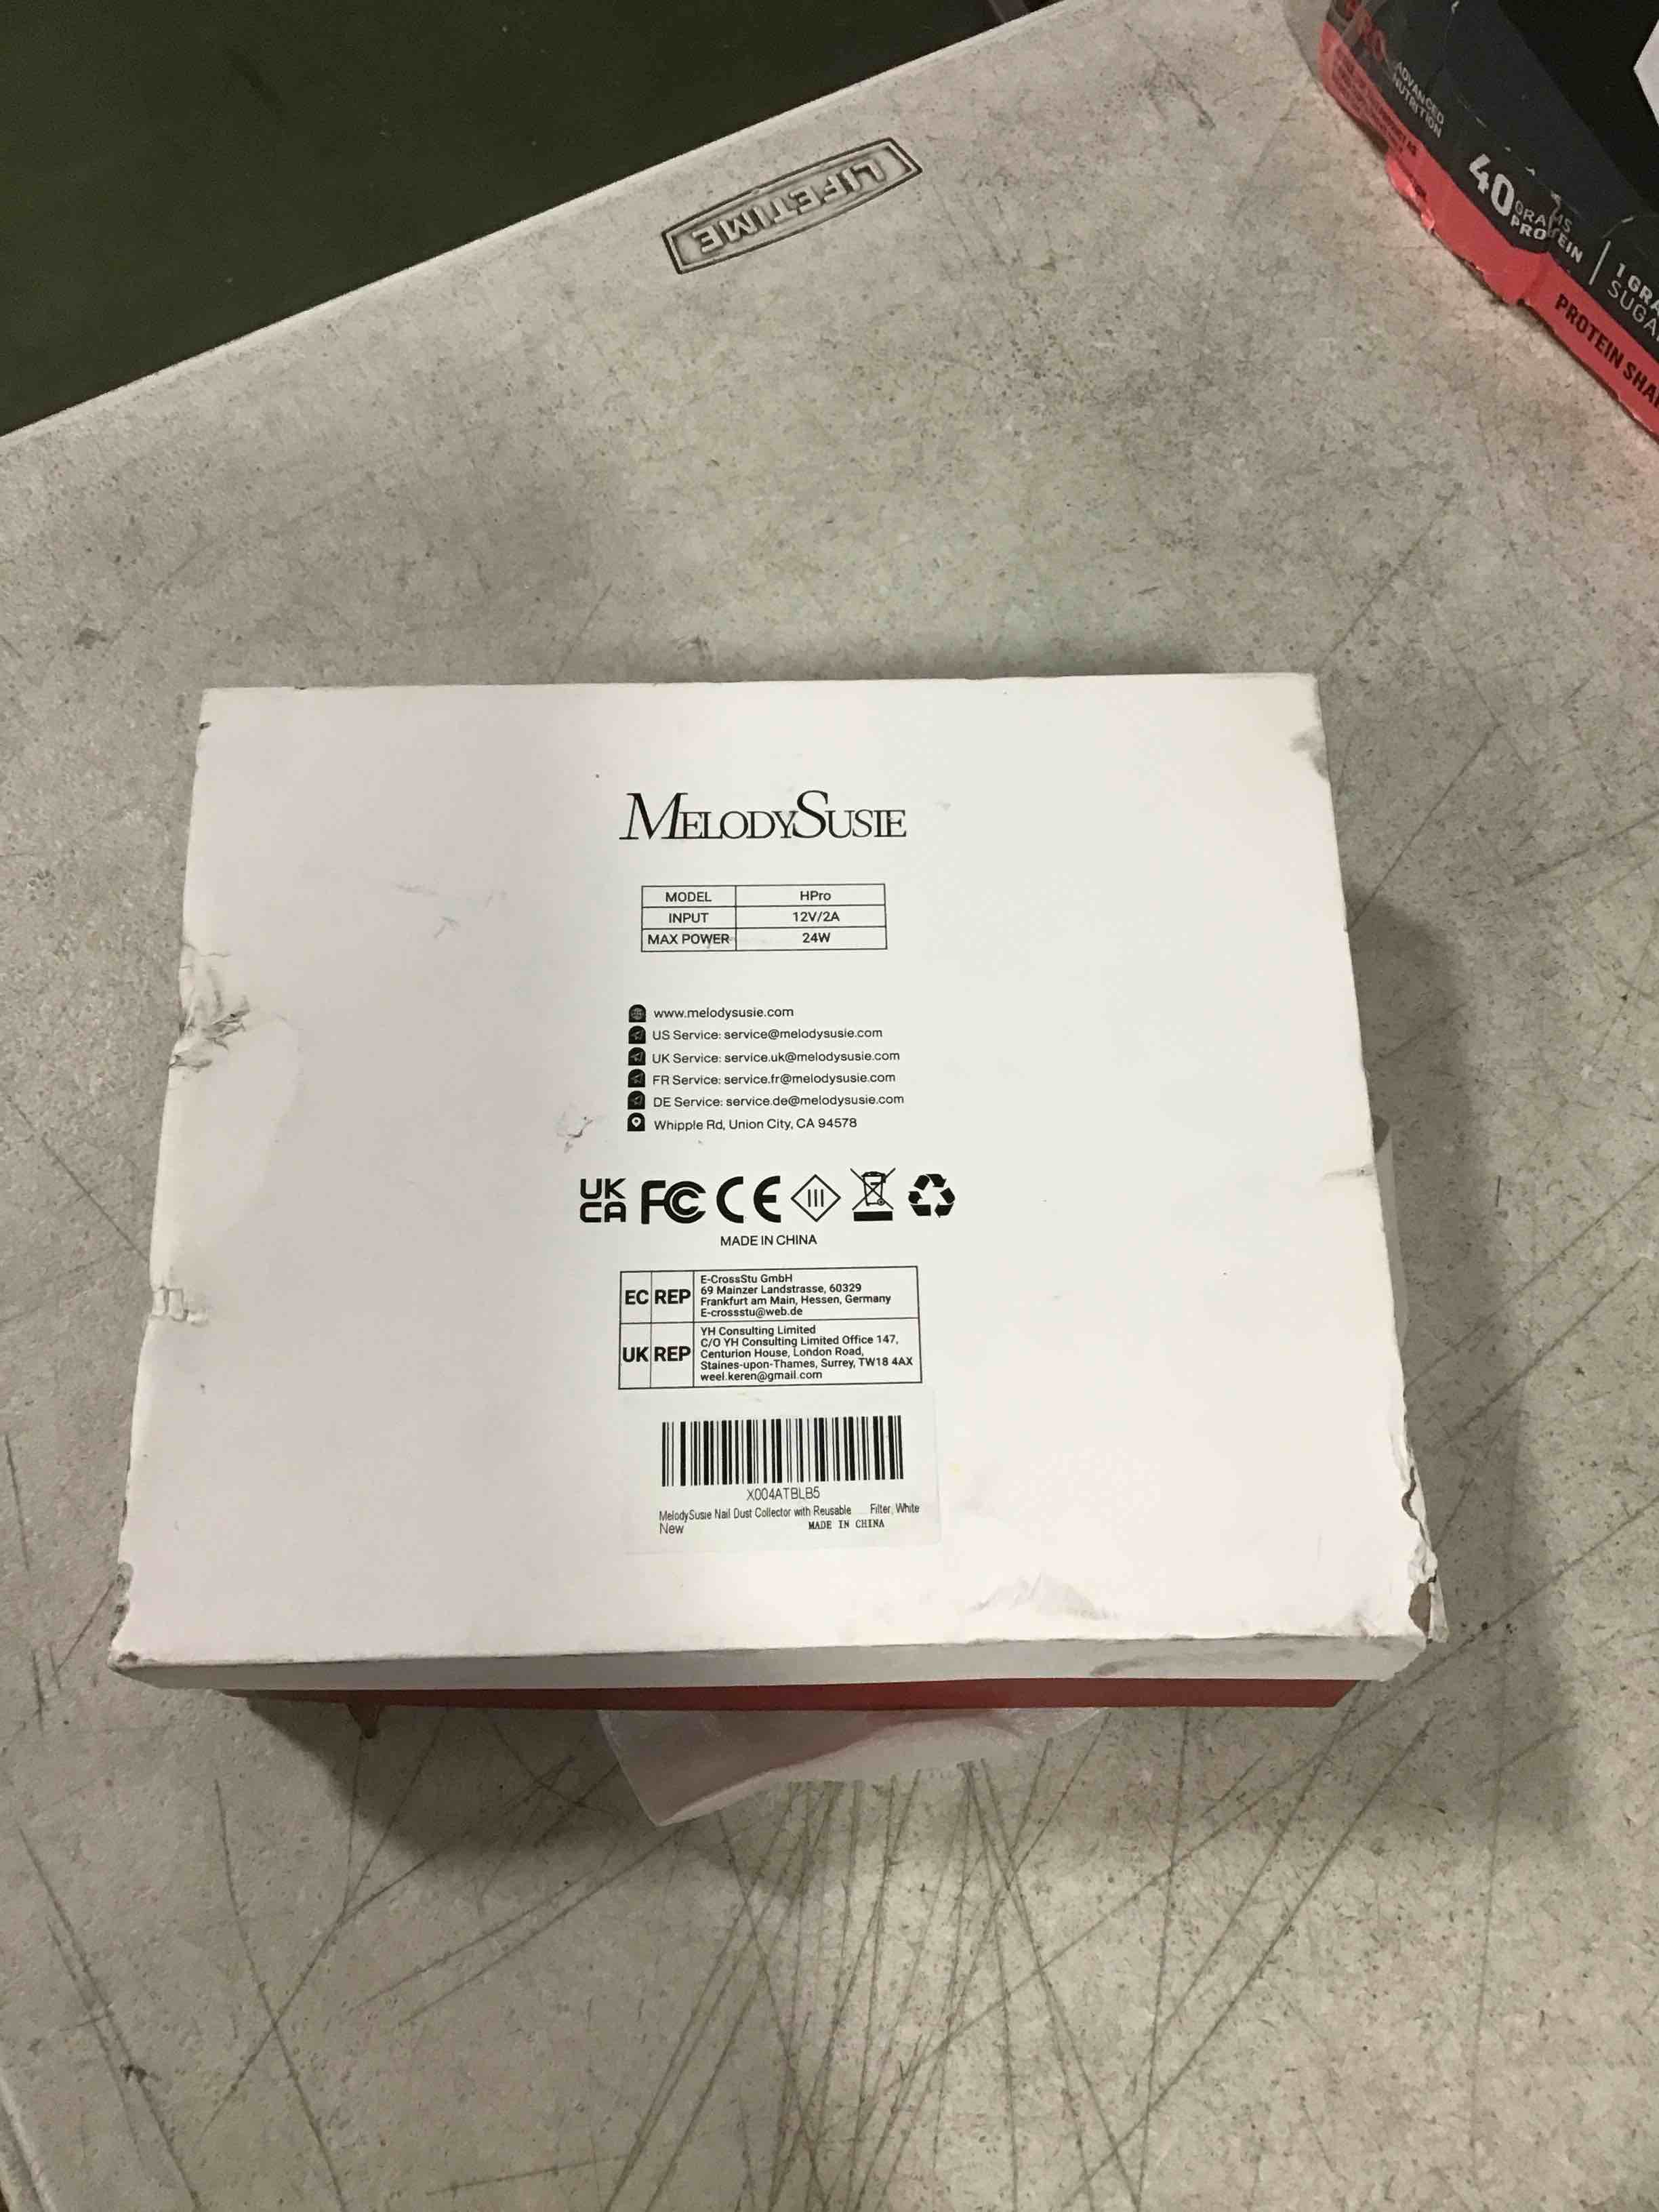 LIFETIME
ADVANCED
NUTRITION
40 GRAMS
PROTEIN
1 GRA
SUGA
PROTEIN SHA
MELODYSUSIE
MODEL HPro
INPUT 12V/2A
MAX POWER 24W
www.melodysusie.com
US Service: service@melodysusie.com
UK Service: service.uk@melodysusie.com
FR Service: service.fr@melodysusie.com
DE Service: service.de@melodysusie.com
Whipple Rd, Union City, CA 94578
UK
CA FC CE III
MADE IN CHINA
EC REP
E-CrossStu GmbH
69 Mainzer Landstrasse, 60329
Frankfurt am Main, Hessen, Germany
E-crossstu@web.de
UK REP
YH Consulting Limited
C/O YH Consulting Limited Office 147,
Centurion House, London Road,
Staines-upon-Thames, Surrey, TW18 4AX
weel.keren@gmail.com
X004ATBLB5
MelodySusie Nail Dust Collector with Reusable Filter, White
New MADE IN CHINA